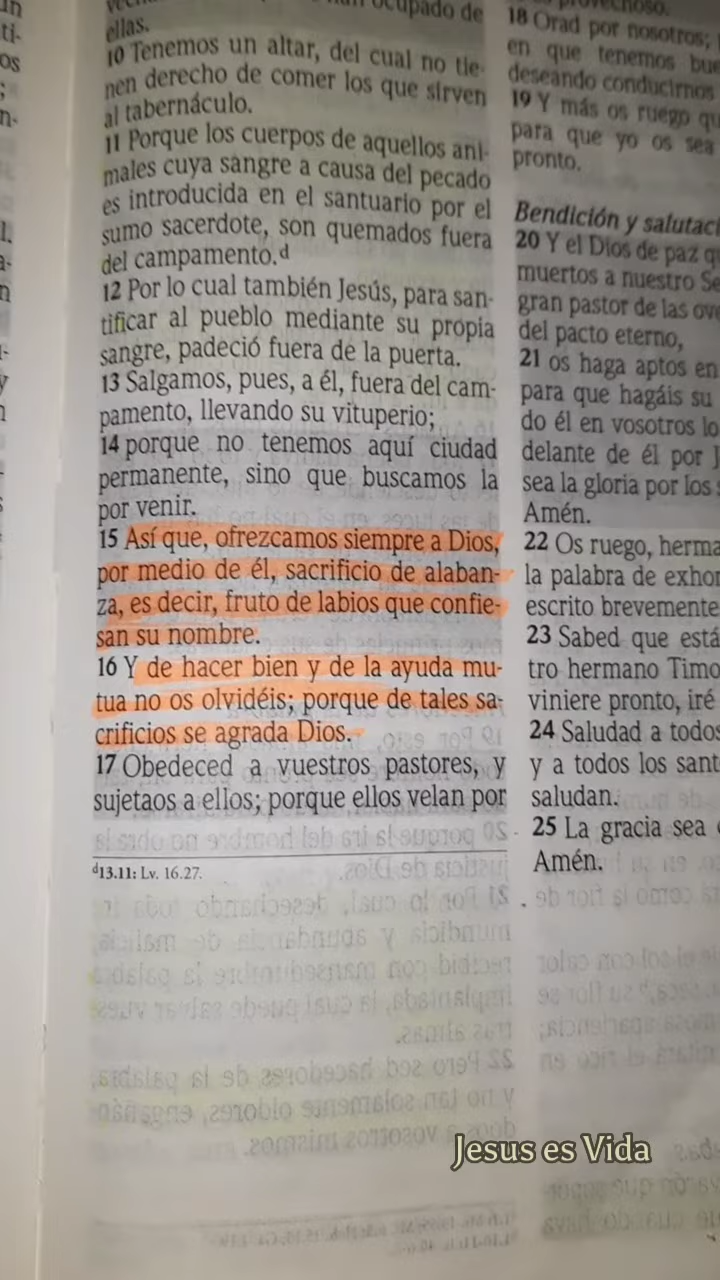 ocupado de
ellas.
10 Tenemos un altar, del cual no tie-
nen derecho de comer los que sirven
al tabernáculo.
11 Porque los cuerpos de aquellos ani-
males cuya sangre a causa del pecado
es introducida en el santuario por el
sumo sacerdote, son quemados fuera
del campamento.d
12 Por lo cual también Jesús, para san-
tificar al pueblo mediante su propia
sangre, padeció fuera de la puerta.
13 Salgamos, pues, a él, fuera del cam-
pamento, llevando su vituperio;
14 porque no tenemos aquí ciudad
permanente, sino que buscamos la
por venir.
15 Así que, ofrezcamos siempre a Dios,
por medio de él, sacrificio de alaban-
za, es decir, fruto de labios que confie-
san su nombre.
16 Y de hacer bien y de la ayuda mu-
tua no os olvidéis; porque de tales sa-
crificios se agrada Dios.
17 Obedeced a vuestros pastores, y
sujetaos a ellos; porque ellos velan por
d13.11: Lv. 16.27.
18 Orad por nosotros;
en que tenemos
deseando conducirnos
19 Y más os ruego
para que yo os sea
pronto.
Bendición y
20 Y el Dios de paz
muertos a nuestro
gran pastor de las
del pacto eterno,
21 os haga aptos en
para que hagáis su
do él en vosotros lo
delante de él por
sea la gloria por los
Amén.
22 Os ruego,
la palabra de
escrito brevemente
23 Sabed que está
tro hermano
viniere pronto, iré
24 Saludad a todos
y a todos los
saludan.
25 La gracia sea
Amén.
Jesus es Vida